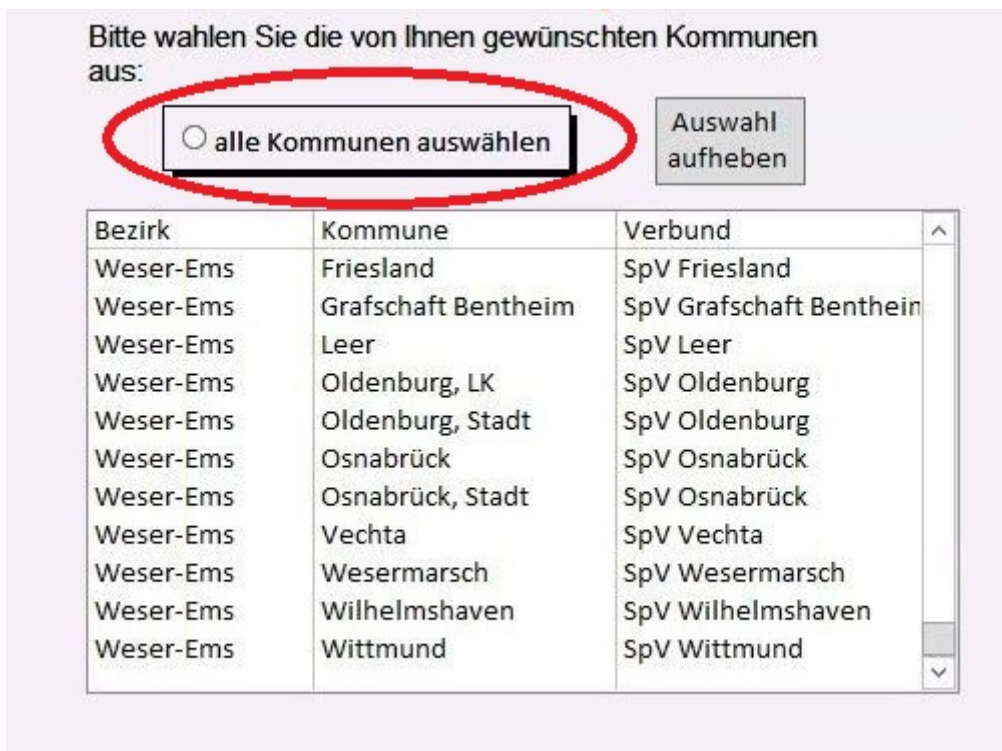 Bitte wahlen Sie die von Ihnen gewünschten Kommunen
aus:
alle Kommunen auswählen
Auswahl
aufheben
Bezirk Kommune Verbund
Weser-Ems Friesland SpV Friesland
Weser-Ems Grafschaft Bentheim SpV Grafschaft Benthein
Weser-Ems Leer SpV Leer
Weser-Ems Oldenburg, LK SpV Oldenburg
Weser-Ems Oldenburg, Stadt SpV Oldenburg
Weser-Ems Osnabrück SpV Osnabrück
Weser-Ems Osnabrück, Stadt SpV Osnabrück
Weser-Ems Vechta SpV Vechta
Weser-Ems Wesermarsch SpV Wesermarsch
Weser-Ems Wilhelmshaven SpV Wilhelmshaven
Weser-Ems Wittmund SpV Wittmund